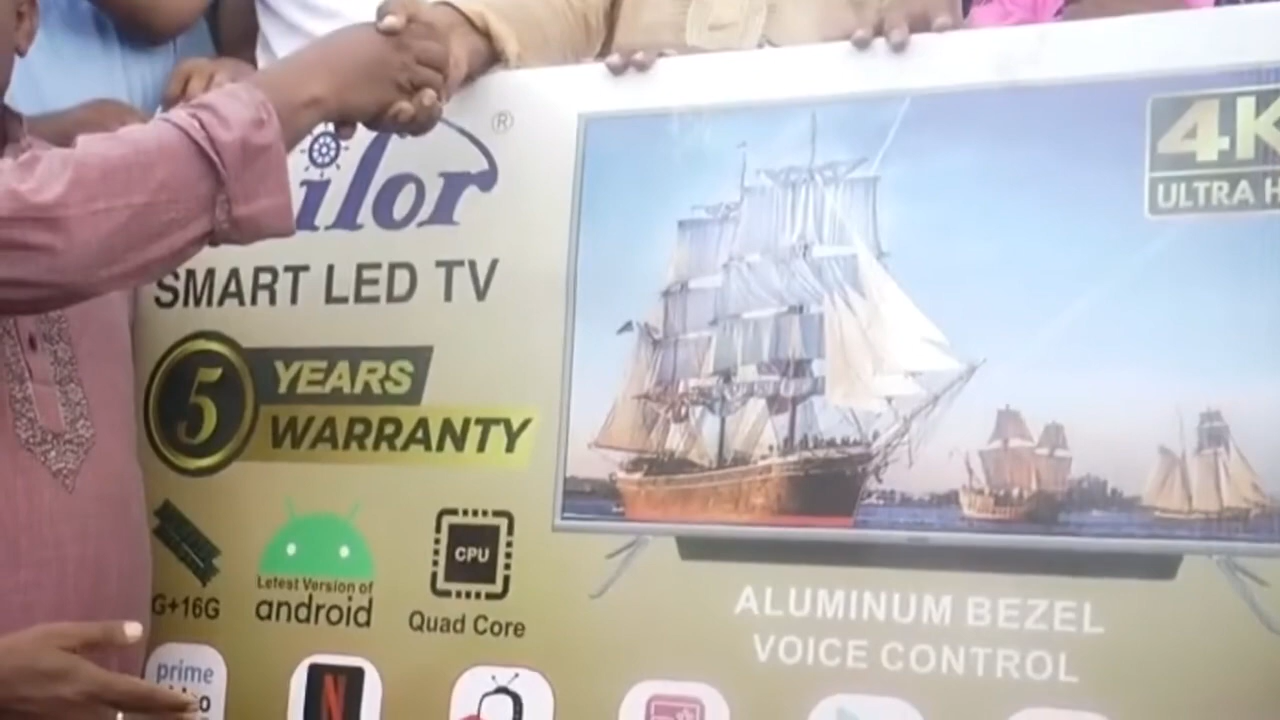 ilor ®
SMART LED TV
5 YEARS
WARRANTY
4K
ULTRA H
G+16G
Letest Version of
android
CPU
Quad Core
ALUMINUM BEZEL
VOICE CONTROL
prime
N